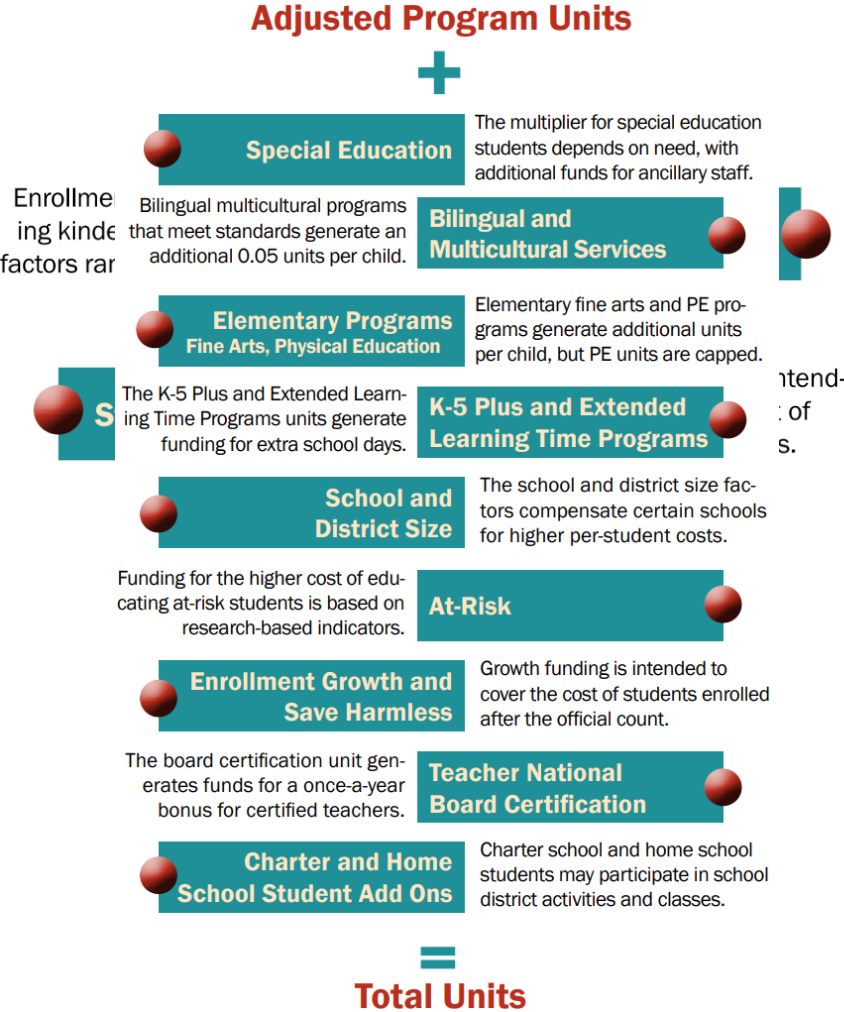 Adjusted Program Units
+
Special Education
The multiplier for special education
students depends on need, with
additional funds for ancillary staff.
ing
factors
Bilingual multicultural programs
that meet standards generate an
additional 0.05 units per child.
Bilingual and
Multicultural Services
Elementary Programs
Fine Arts, Physical Education
Elementary fine arts and PE pro-
grams generate additional units
per child, but PE units are capped.
S
The K-5 Plus and Extended Learn-
ing Time Programs units generate
funding for extra school days.
K-5 Plus and Extended
Learning Time Programs
of
School and
District Size
The school and district size fac-
tors compensate certain schools
for higher per-student costs.
Funding for the higher cost of edu-
cating at-risk students is based on
research-based indicators.
At-Risk
Enrollment Growth and
Save Harmless
Growth funding is intended to
cover the cost of students enrolled
after the official count.
The board certification unit gen-
erates funds for a once-a-year
bonus for certified teachers.
Teacher National
Board Certification
Charter and Home
School Student Add Ons
Charter school and home school
students may participate in school
district activities and classes.
=
Total Units